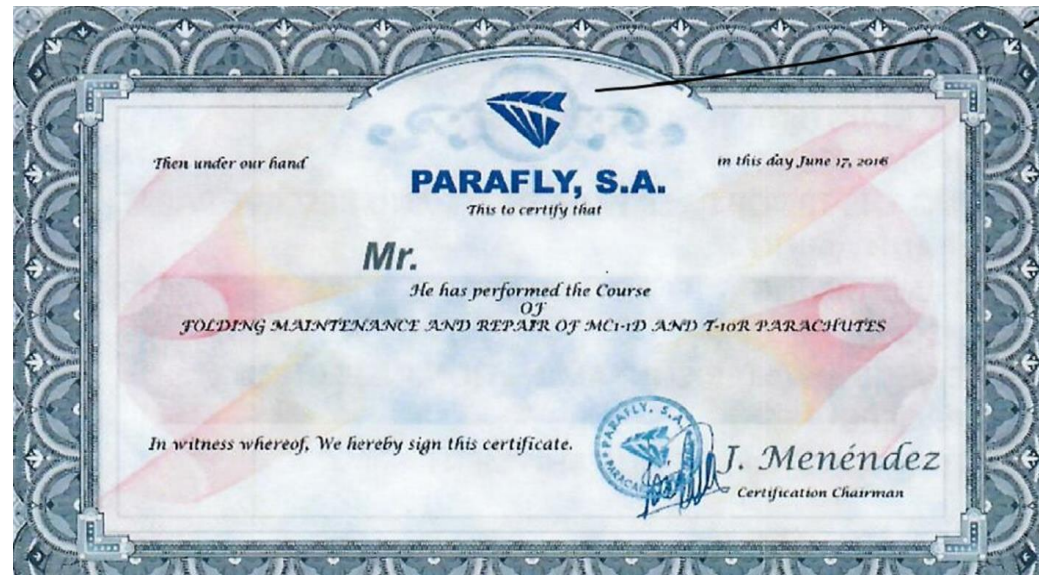 Then under our hand
in this day June 17, 2016
PARAFLY, S.A.
This to certify that
Mr.
He has performed the Course
OF
FOLDING MAINTENANCE AND REPAIR OF MC1-1D AND T-10R PARACHUTES
In witness whereof, We hereby sign this certificate.
PARAFLY, S.A.
J. Menéndez
Certification Chairman